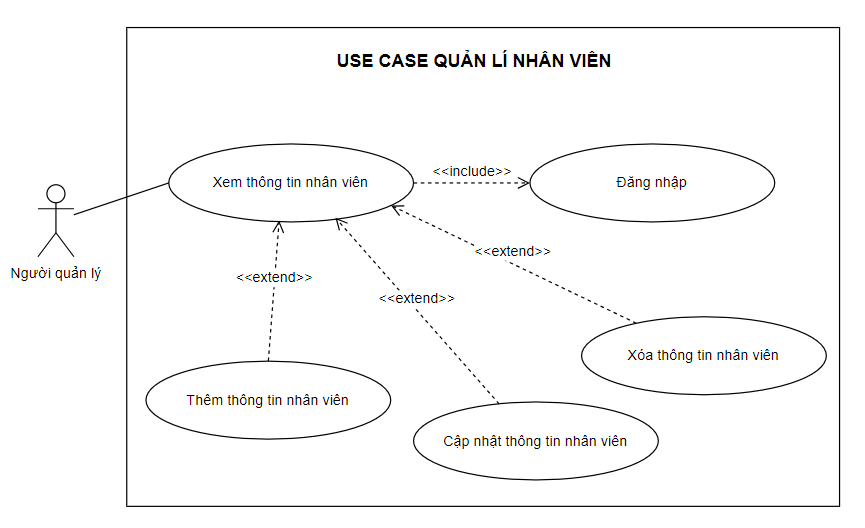 USE CASE QUẢN LÍ NHÂN VIÊN
Xem thông tin nhân viên
<<include>>
Đăng nhập
Người quản lý
<<extend>>
<<extend>>
<<extend>>
Xóa thông tin nhân viên
Thêm thông tin nhân viên
Cập nhật thông tin nhân viên